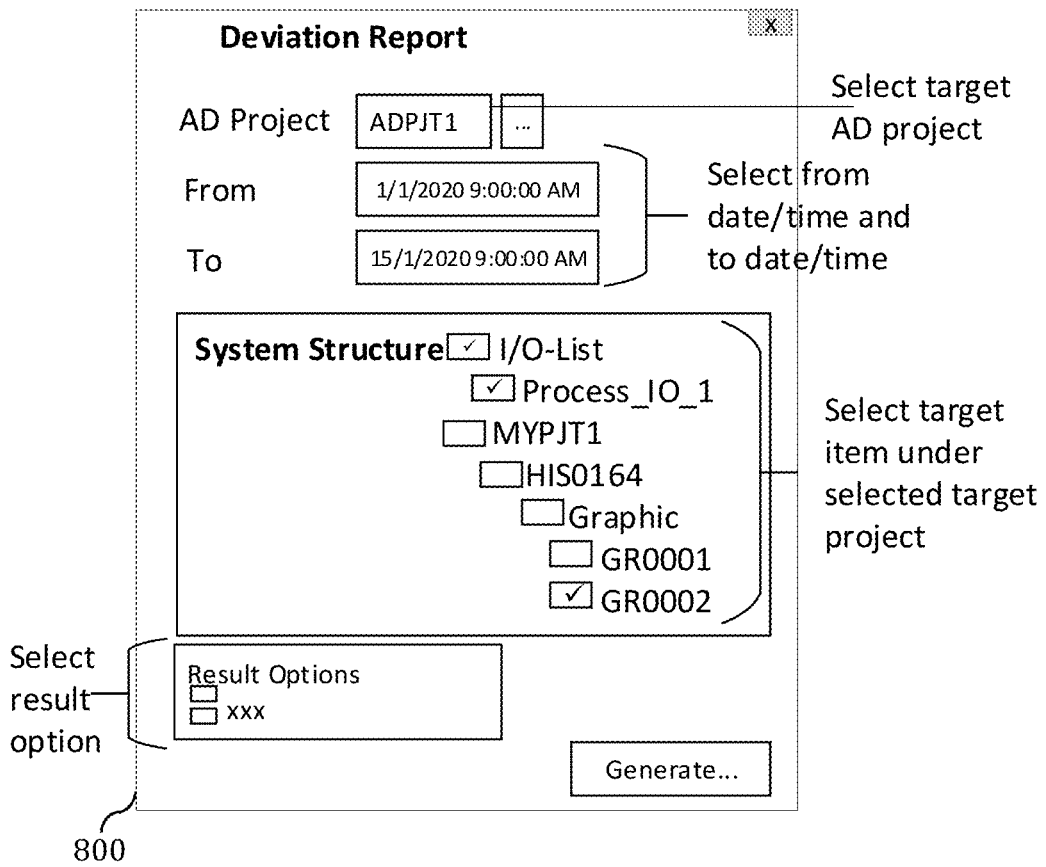 Deviation Report
x
AD Project
ADPJT1
...
Select target
AD project
From
1/1/2020 9:00:00 AM
To
15/1/2020 9:00:00 AM
Select from
date/time and
to date/time
System Structure
✓ I/O-List
✓ Process_IO_1
MYPJT1
HIS0164
Graphic
GR0001
✓ GR0002
Select target
item under
selected target
project
Select
result
option
Result Options
xxx
Generate...
800